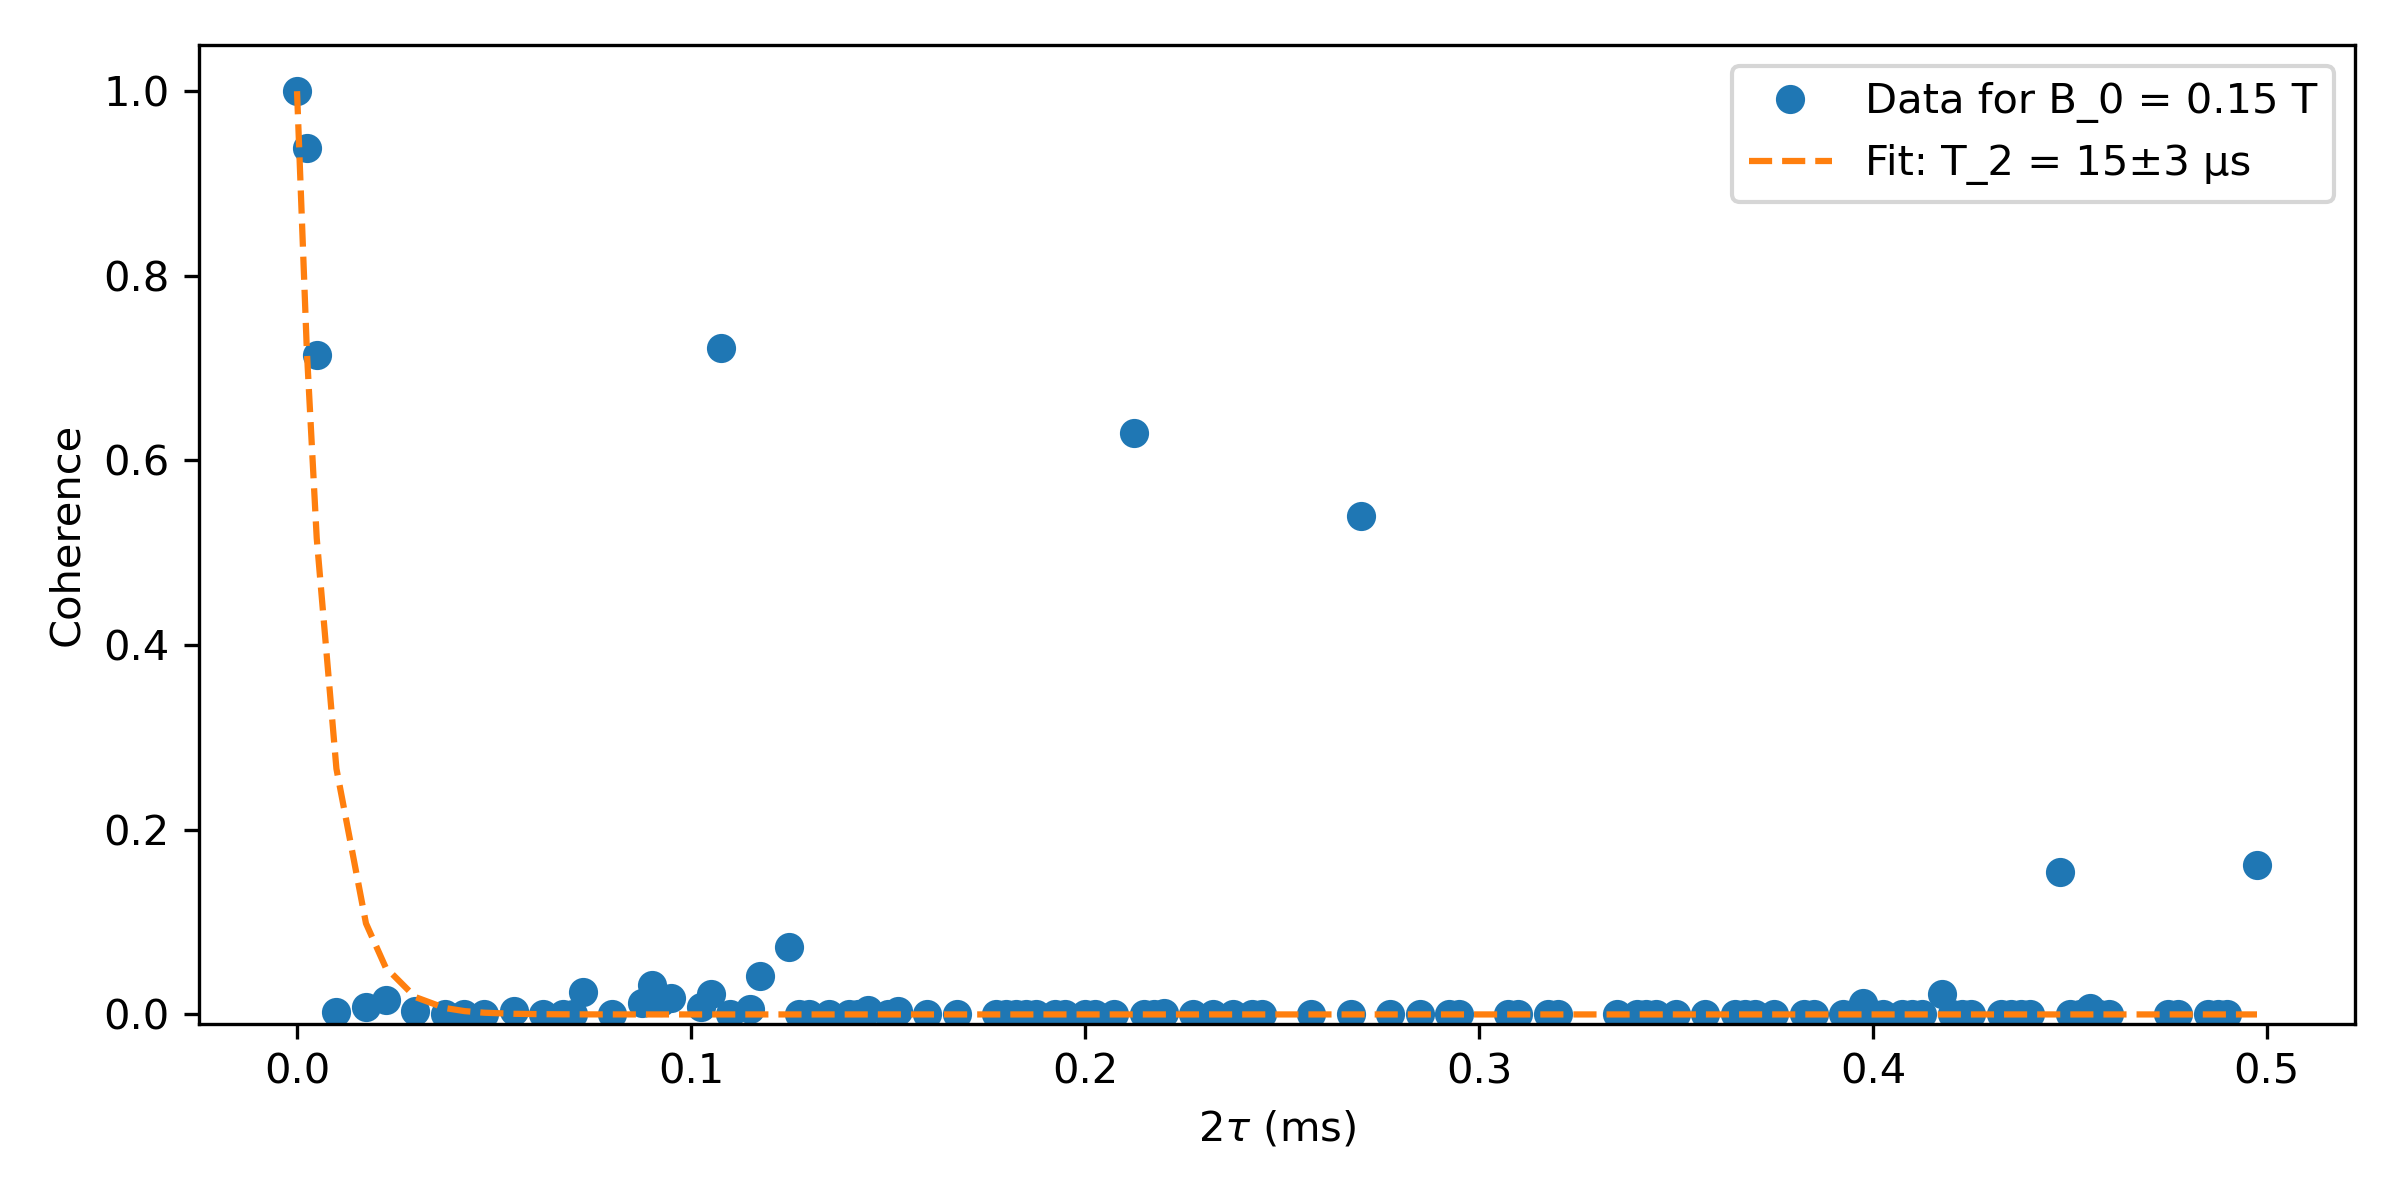 Data for B_0 = 0.15 T
Fit: T_2 = 15±3 μs
Coherence
1.0
0.8
0.6
0.4
0.2
0.0
0.0 0.1 0.2 0.3 0.4 0.5
2τ (ms)